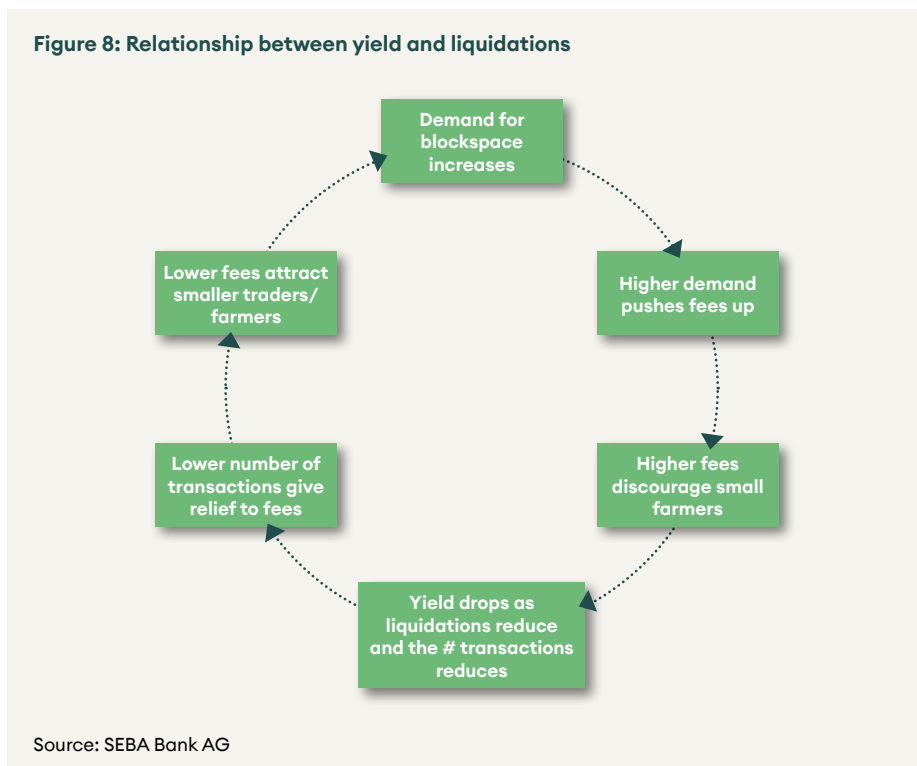 Figure 8: Relationship between yield and liquidations
Demand for
blockspace
increases
Higher demand
pushes fees up
Higher fees
discourage small
farmers
Yield drops as
liquidations reduce
and the # transactions
reduces
Lower number of
transactions give
relief to fees
Lower fees attract
smaller traders/
farmers
Source: SEBA Bank AG